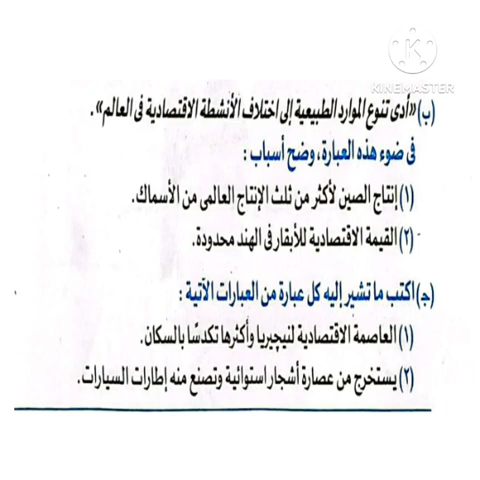 KINEMASTER
(ب) «أدى تنوع الموارد الطبيعية إلى اختلاف الأنشطة الاقتصادية فى العالم».
فى ضوء هذه العبارة، وضح أسباب :
(١) إنتاج الصين لأكثر من ثلث الإنتاج العالمى من الأسماك.
(٢) القيمة الاقتصادية للأبقار فى الهند محدودة.
(ج) اكتب ما تشير إليه كل عبارة من العبارات الآتية :
(١) العاصمة الاقتصادية لنيجيريا وأكثرها تكدسًا بالسكان.
(٢) يستخرج من عصارة أشجار استوائية وتصنع منه إطارات السيارات.